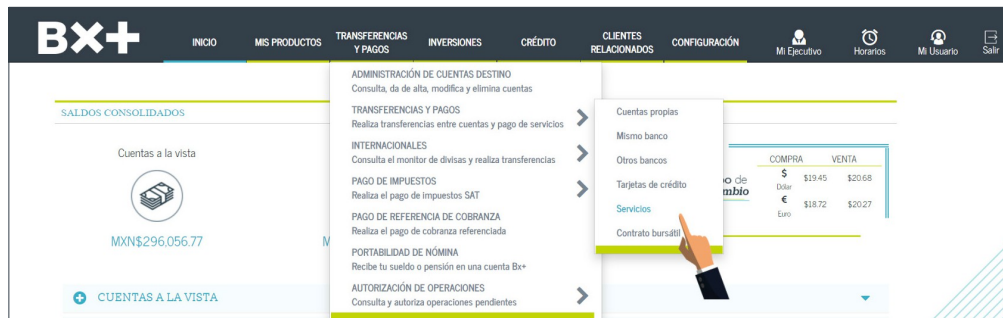 BX+
INICIO
MIS PRODUCTOS
TRANSFERENCIAS
Y PAGOS
INVERSIONES
CRÉDITO
CLIENTES
RELACIONADOS
CONFIGURACIÓN
Mi Ejecutivo
Horarios
Mi Usuario
Salir
ADMINISTRACIÓN DE CUENTAS DESTINO
Consulta, da de alta, modifica y elimina cuentas
TRANSFERENCIAS Y PAGOS
Realiza transferencias entre cuentas y pago de servicios
INTERNACIONALES
Consulta el monitor de divisas y realiza transferencias
PAGO DE IMPUESTOS
Realiza el pago de impuestos SAT
PAGO DE REFERENCIA DE COBRANZA
Realiza el pago de cobranza referenciada
PORTABILIDAD DE NÓMINA
Recibe tu sueldo o pensión en una cuenta Bx+
AUTORIZACIÓN DE OPERACIONES
Consulta y autoriza operaciones pendientes
Cuentas propias
Mismo banco
Otros bancos
Tarjetas de crédito
Servicios
Contrato bursátil
SALDOS CONSOLIDADOS
Cuentas a la vista
MXN$296,056.77
M
o de
mbio
COMPRA VENTA
$ $19.45 $20.68
Dólar
€ $18.72 $20.27
Euro
CUENTAS A LA VISTA